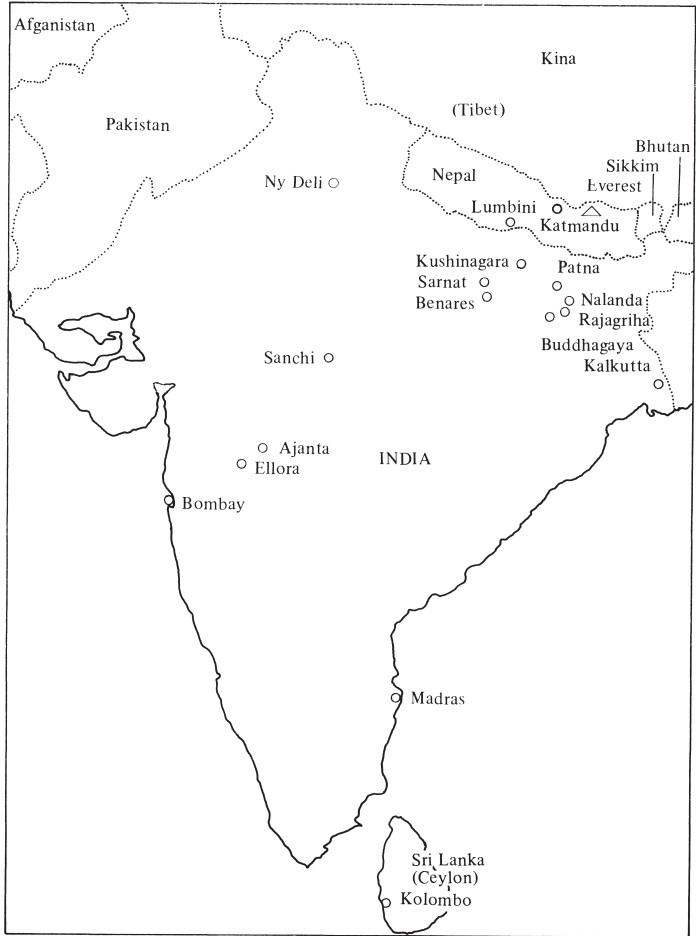 Afganistan
Kina
Pakistan
(Tibet)
Bhutan
Sikkim
Nepal
Everest
Ny Deli
Lumbini
Katmandu
Kushinagara
Patna
Sarnat
Benares
Nalanda
Rajagriha
Buddhagaya
Sanchi
Kalkutta
Ajanta
Ellora
INDIA
Bombay
Madras
Sri Lanka
(Ceylon)
Kolombo